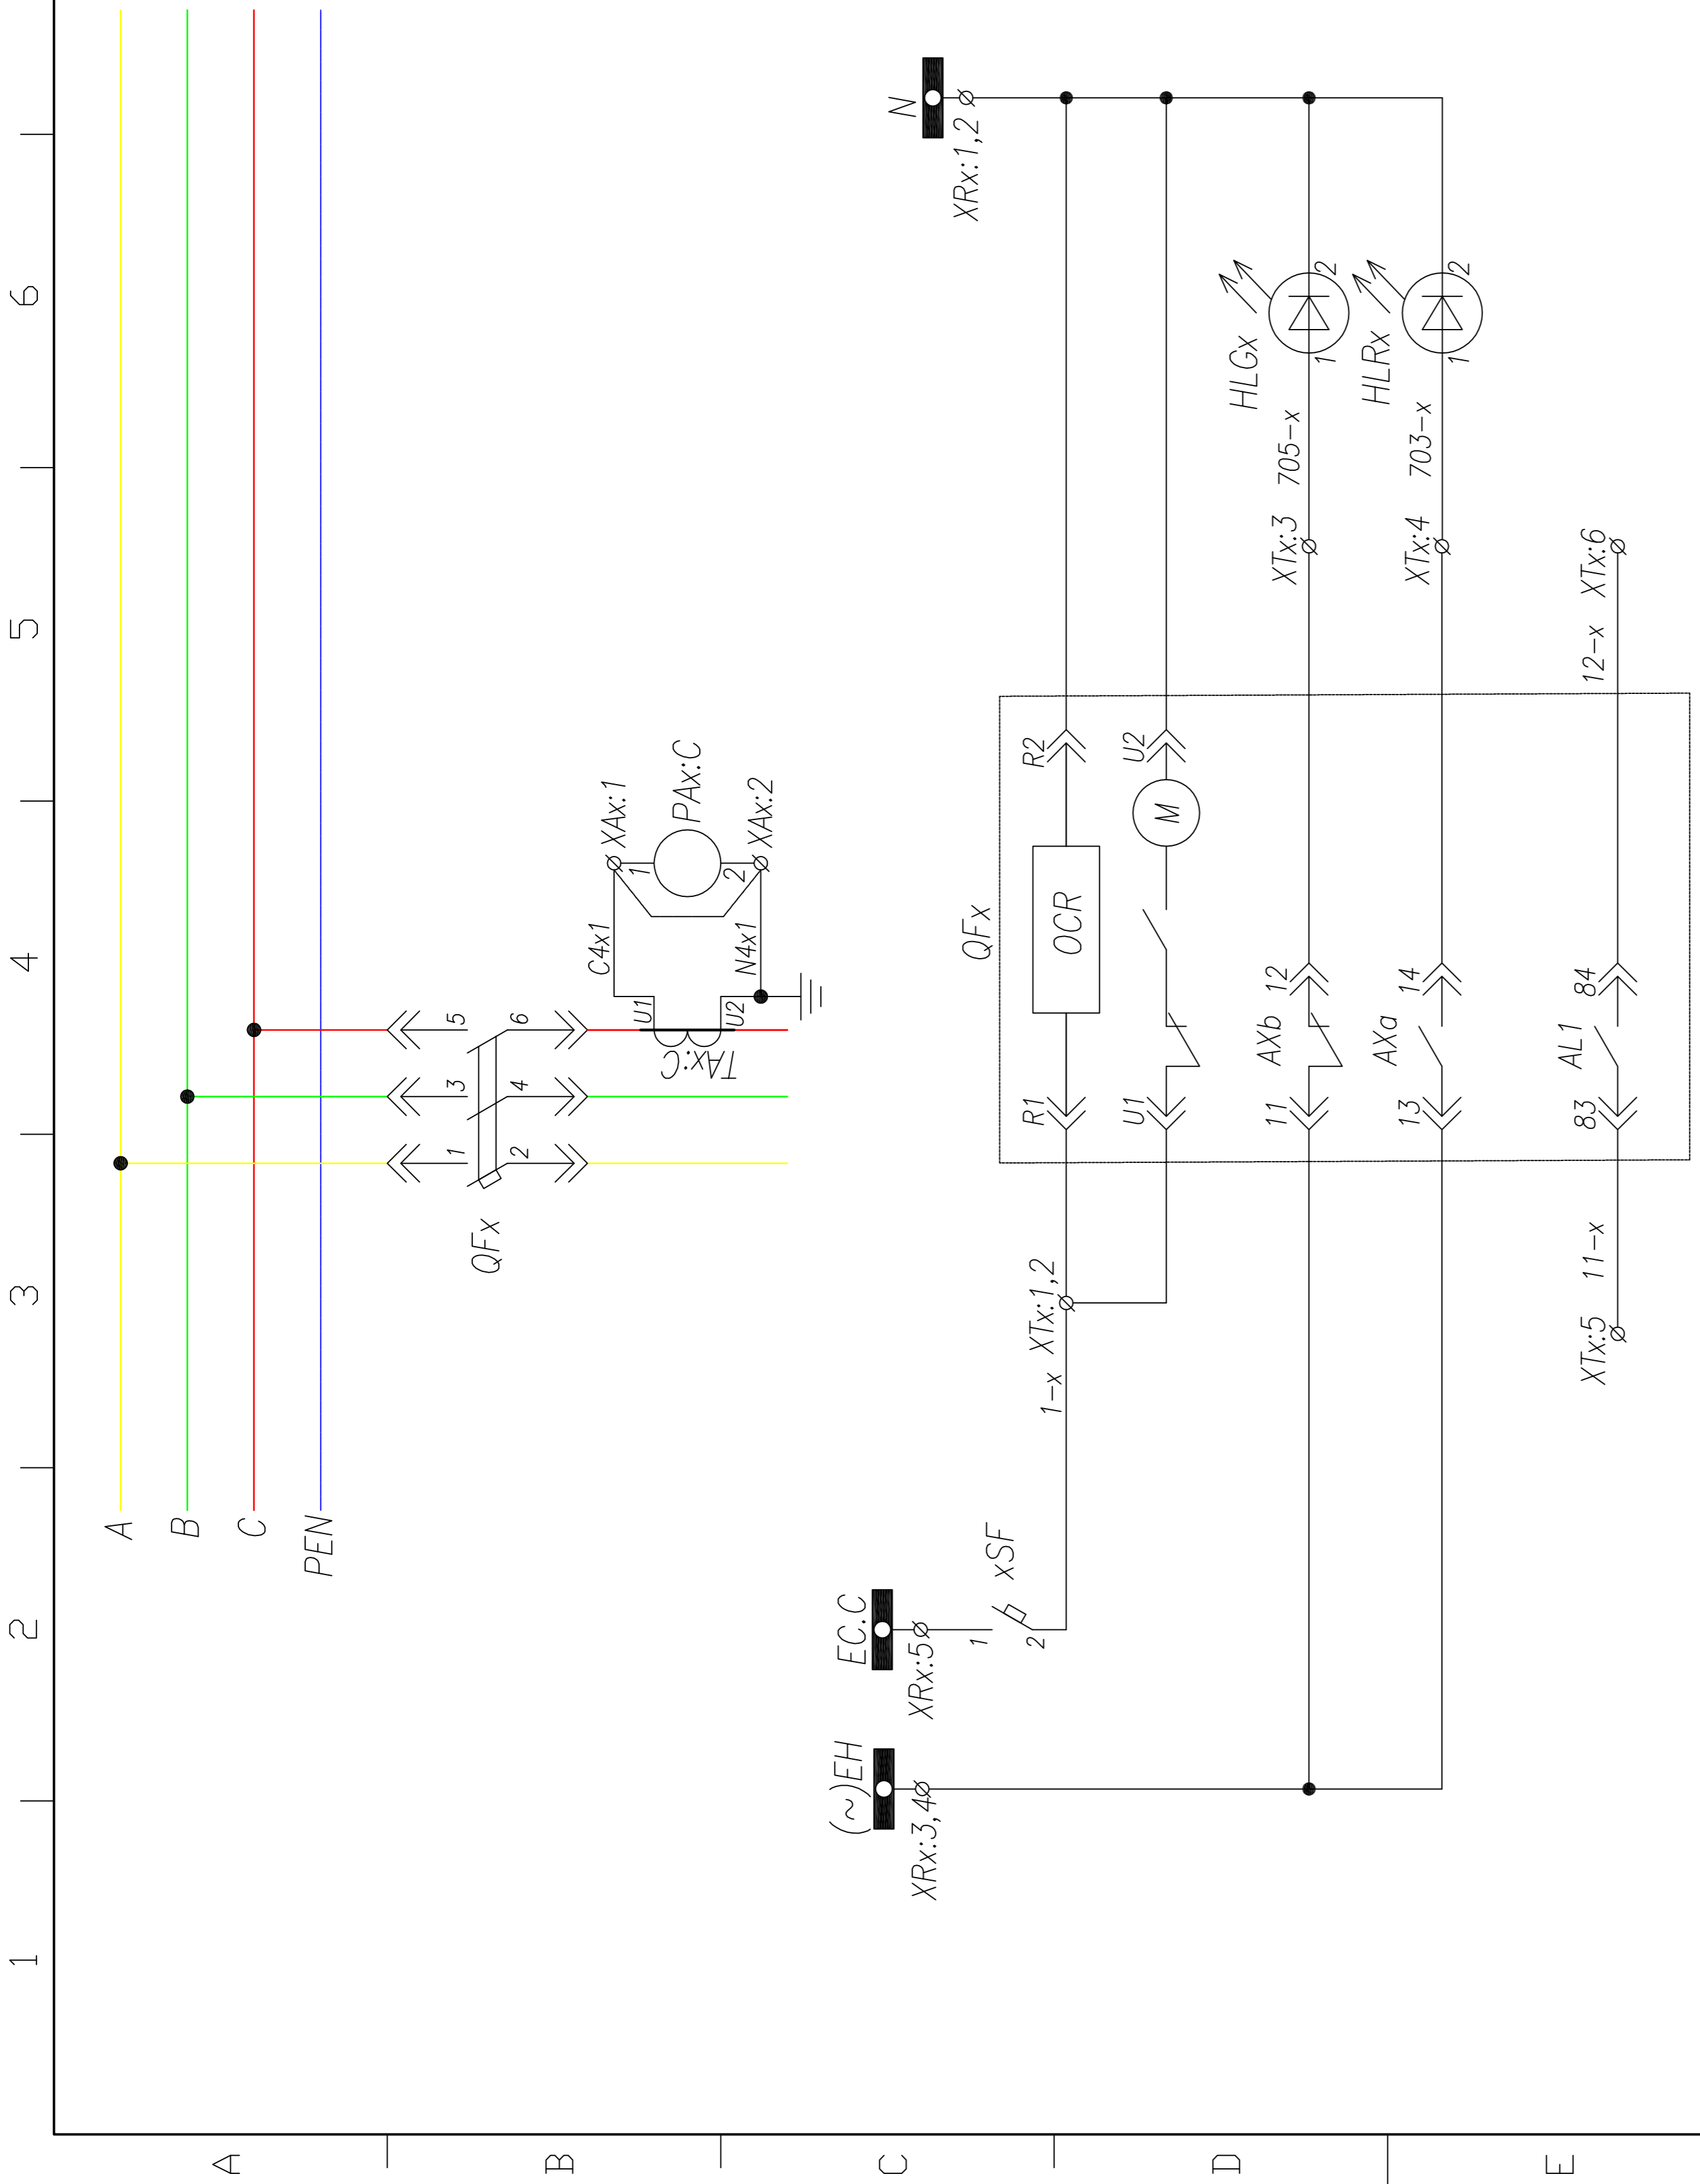 1
2
3
4
5
6
A
B
C
D
E
A
B
C
PEN
QFx
1
3
5
2
4
6
TAx:C
U1
U2
C4x1
N4x1
XAx:1
1
PAx:C
2
XAx:2
(~)EH
XRx:3,4
EC.C
XRx:5
1
2
xSF
N
XRx:1,2
QFx
1-x XTx:1,2
R1
OCR
R2
U1
M
U2
11
AXb
12
XTx:3 705-x
HLGx
1
2
13
AXa
14
XTx:4 703-x
HLRx
1
2
XTx:5 11-x
83
AL1
84
12-x XTx:6